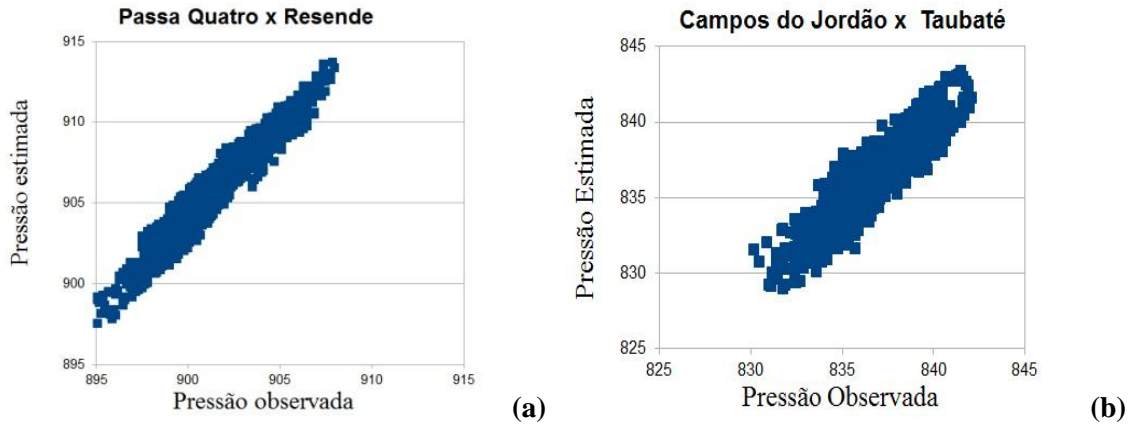 Passa Quatro x Resende
915
910
905
900
895
Pressão estimada
895 900 905 910 915
Pressão observada
(a)
Campos do Jordão x Taubaté
845
840
835
830
825
Pressão Estimada
825 830 835 840 845
Pressão Observada
(b)